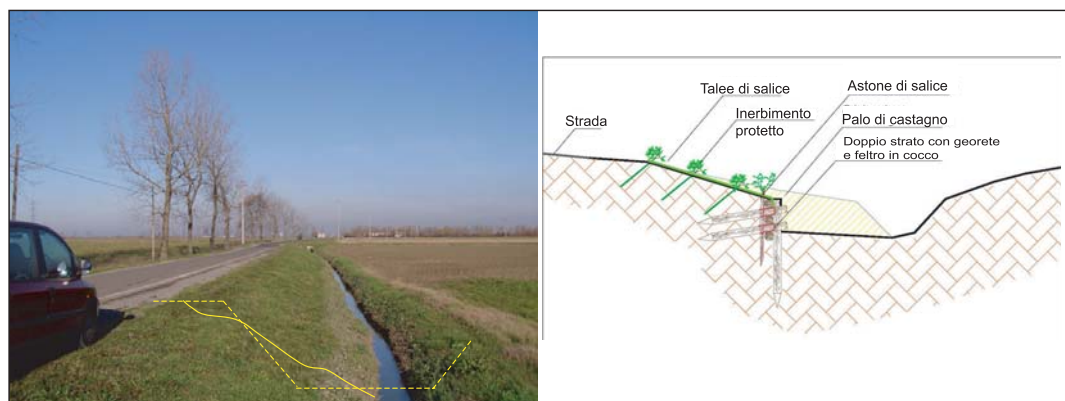 Talee di salice
Astone di salice
Inerbimento
protetto
Strada
Palo di castagno
Doppio strato con georete
e feltro in cocco